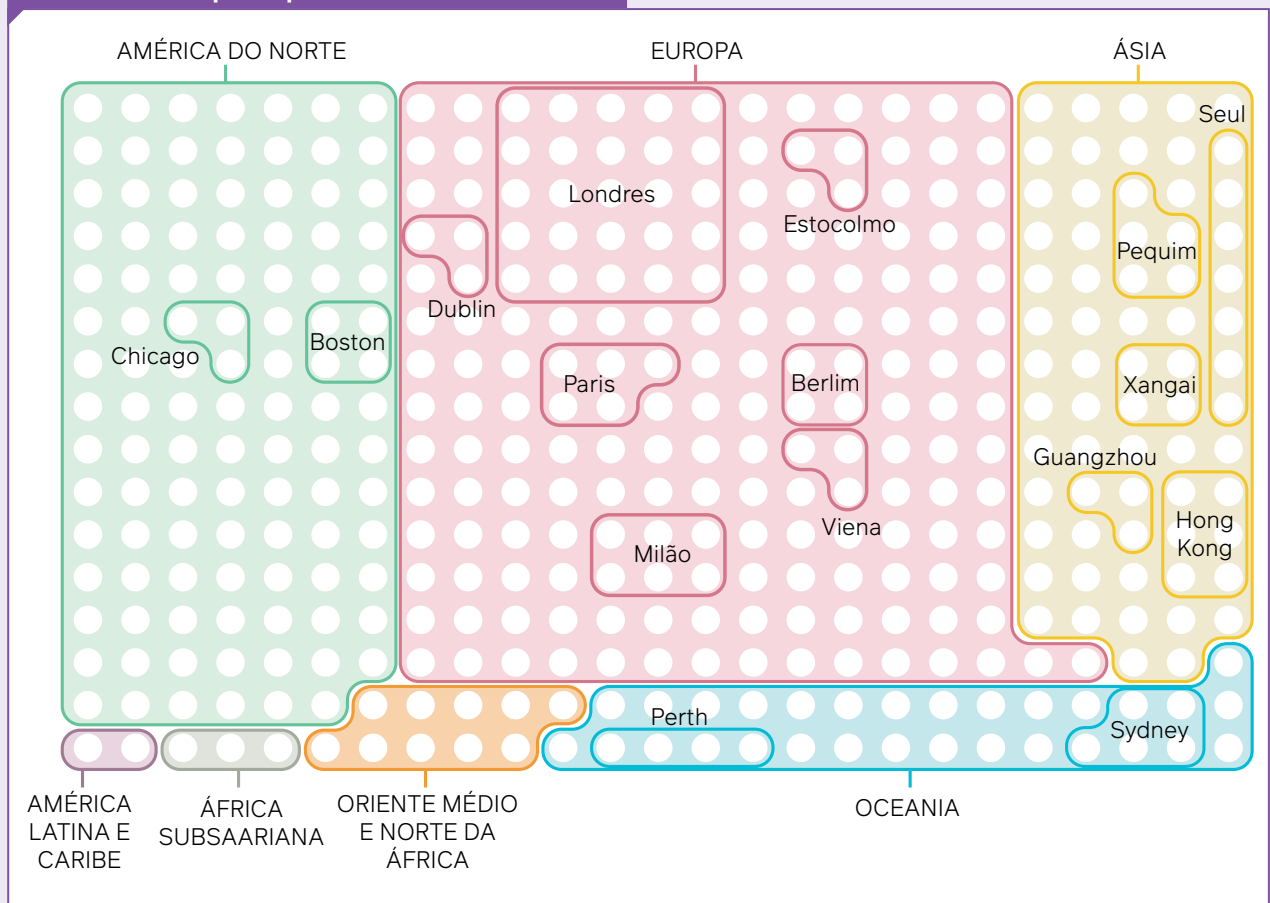 AMÉRICA DO NORTE
EUROPA
ÁSIA
Seul
Londres
Estocolmo
Pequim
Dublin
Chicago
Boston
Paris
Berlim
Xangai
Guangzhou
Viena
Hong
Kong
Milão
Perth
Sydney
AMÉRICA
LATINA E
CARIBE
ÁFRICA
SUBSAARIANA
ORIENTE MÉDIO
E NORTE DA
ÁFRICA
OCEANIA